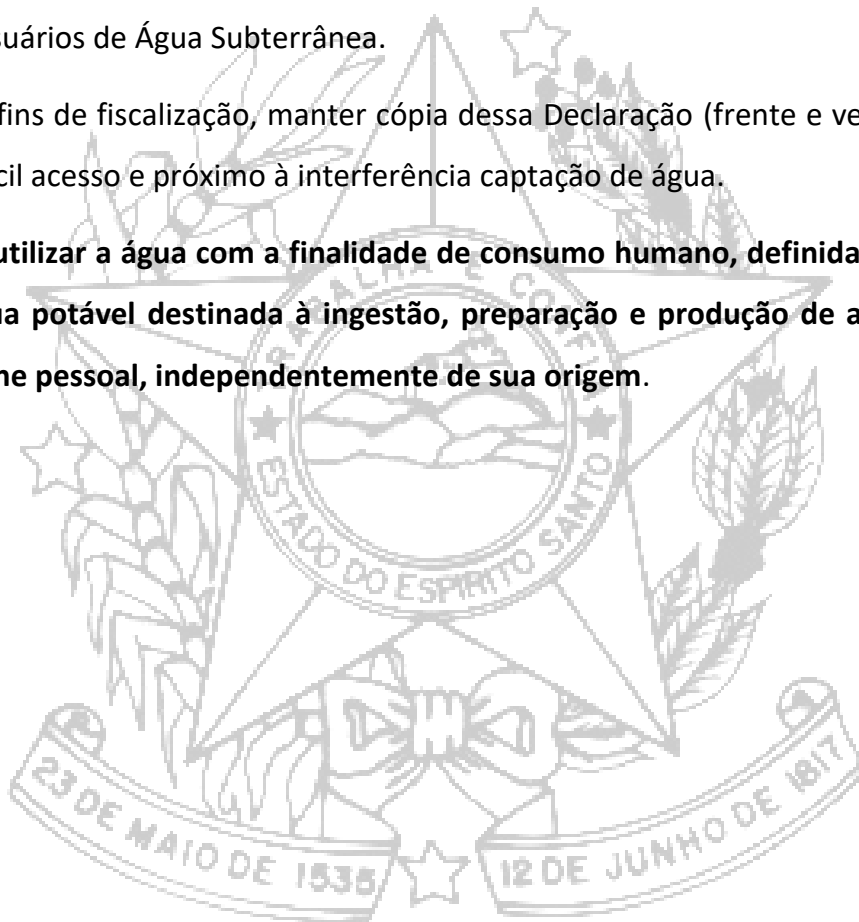 suários de Água Subterrânea.
fins de fiscalização, manter cópia dessa Declaração (frente e ve
cil acesso e próximo à interferência captação de água.
utilizar a água com a finalidade de consumo humano, definida
ua potável destinada à ingestão, preparação e produção de a
ne pessoal, independentemente de sua origem.
TRABALHA E CONFIA
ESTADO DO ESPIRITO SANTO
23 DE MAIO DE 1535
12 DE JUNHO DE 1817